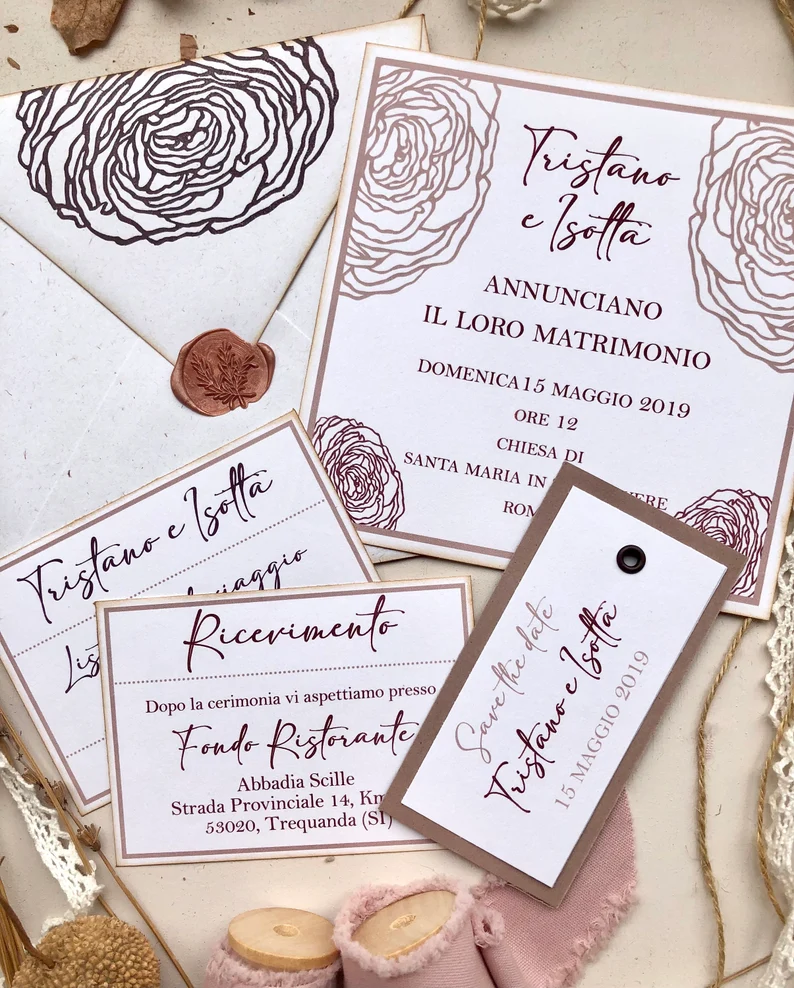 Tristano
e Isotta
ANNUNCIANO
IL LORO MATRIMONIO
DOMENICA15 MAGGIO 2019
ORE 12
CHIESA DI
SANTA MARIA IN
Tristano e Isotta
Ricevimento
Dopo la cerimonia vi aspettiamo presso
Fondo Ristorante
Abbadia Scille
Strada Provinciale 14,
53020, Trequanda (SI)
Save the date
Tristano e Isotta
15 MAGGIO 2019